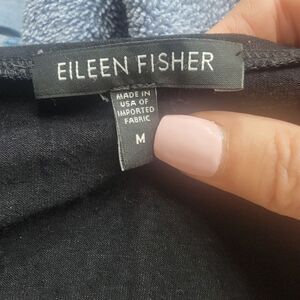 EILEEN FISHER
MADE IN
USA OF
IMPORTED
FABRIC
M